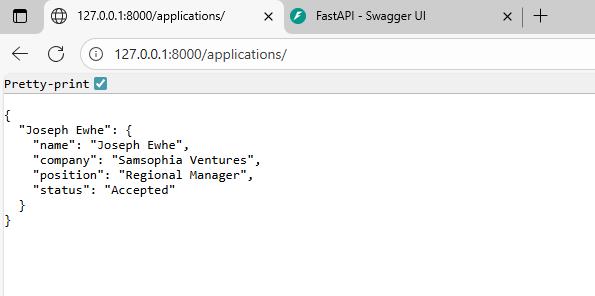 127.0.0.1:8000/applications/
FastAPI - Swagger UI
127.0.0.1:8000/applications/
Pretty-print
{
  "Joseph Ewhe": {
    "name": "Joseph Ewhe",
    "company": "Samsophia Ventures",
    "position": "Regional Manager",
    "status": "Accepted"
  }
}